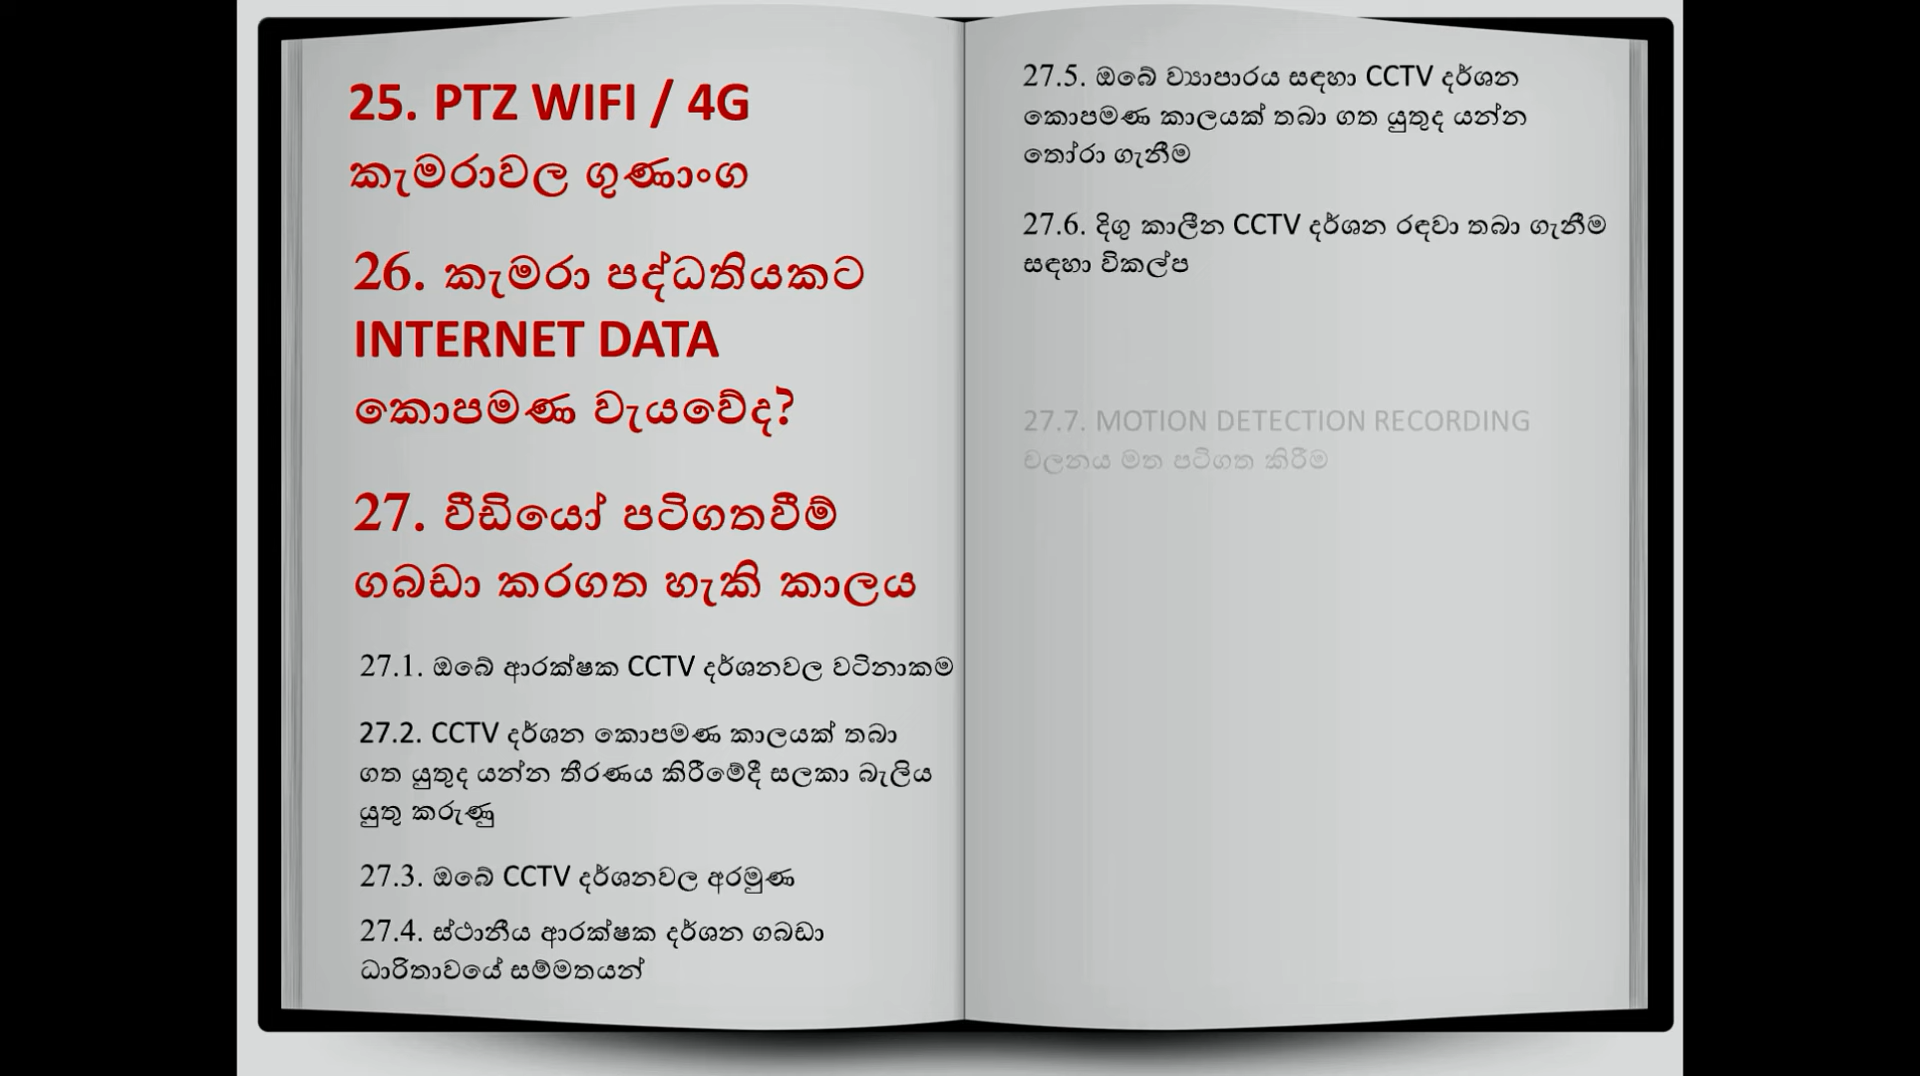 25. PTZ WIFI / 4G
කැමරාවල ගුණාංග
26. කැමරා පද්ධතියකට
INTERNET DATA
කොපමණ වැයවේද?
27. වීඩියෝ පටිගතවීම්
ගබඩා කරගත හැකි කාලය
27.1. ඔබේ ආරක්ෂක CCTV දර්ශනවල වටිනාකම
27.2. CCTV දර්ශන කොපමණ කාලයක් තබා
ගත යුතුද යන්න තීරණය කිරීමේදී සලකා බැලිය
යුතු කරුණු
27.3. ඔබේ CCTV දර්ශනවල අරමුණ
27.4. ස්ථානීය ආරක්ෂක දර්ශන ගබඩා
ධාරිතාවයේ සම්මතයන්
27.5. ඔබේ ව්‍යාපාරය සඳහා CCTV දර්ශන
කොපමණ කාලයක් තබා ගත යුතුද යන්න
තෝරා ගැනීම
27.6. දිගු කාලීන CCTV දර්ශන රඳවා තබා ගැනීම
සඳහා විකල්ප
27.7. MOTION DETECTION RECORDING
චලනය මත පටිගත කිරීම